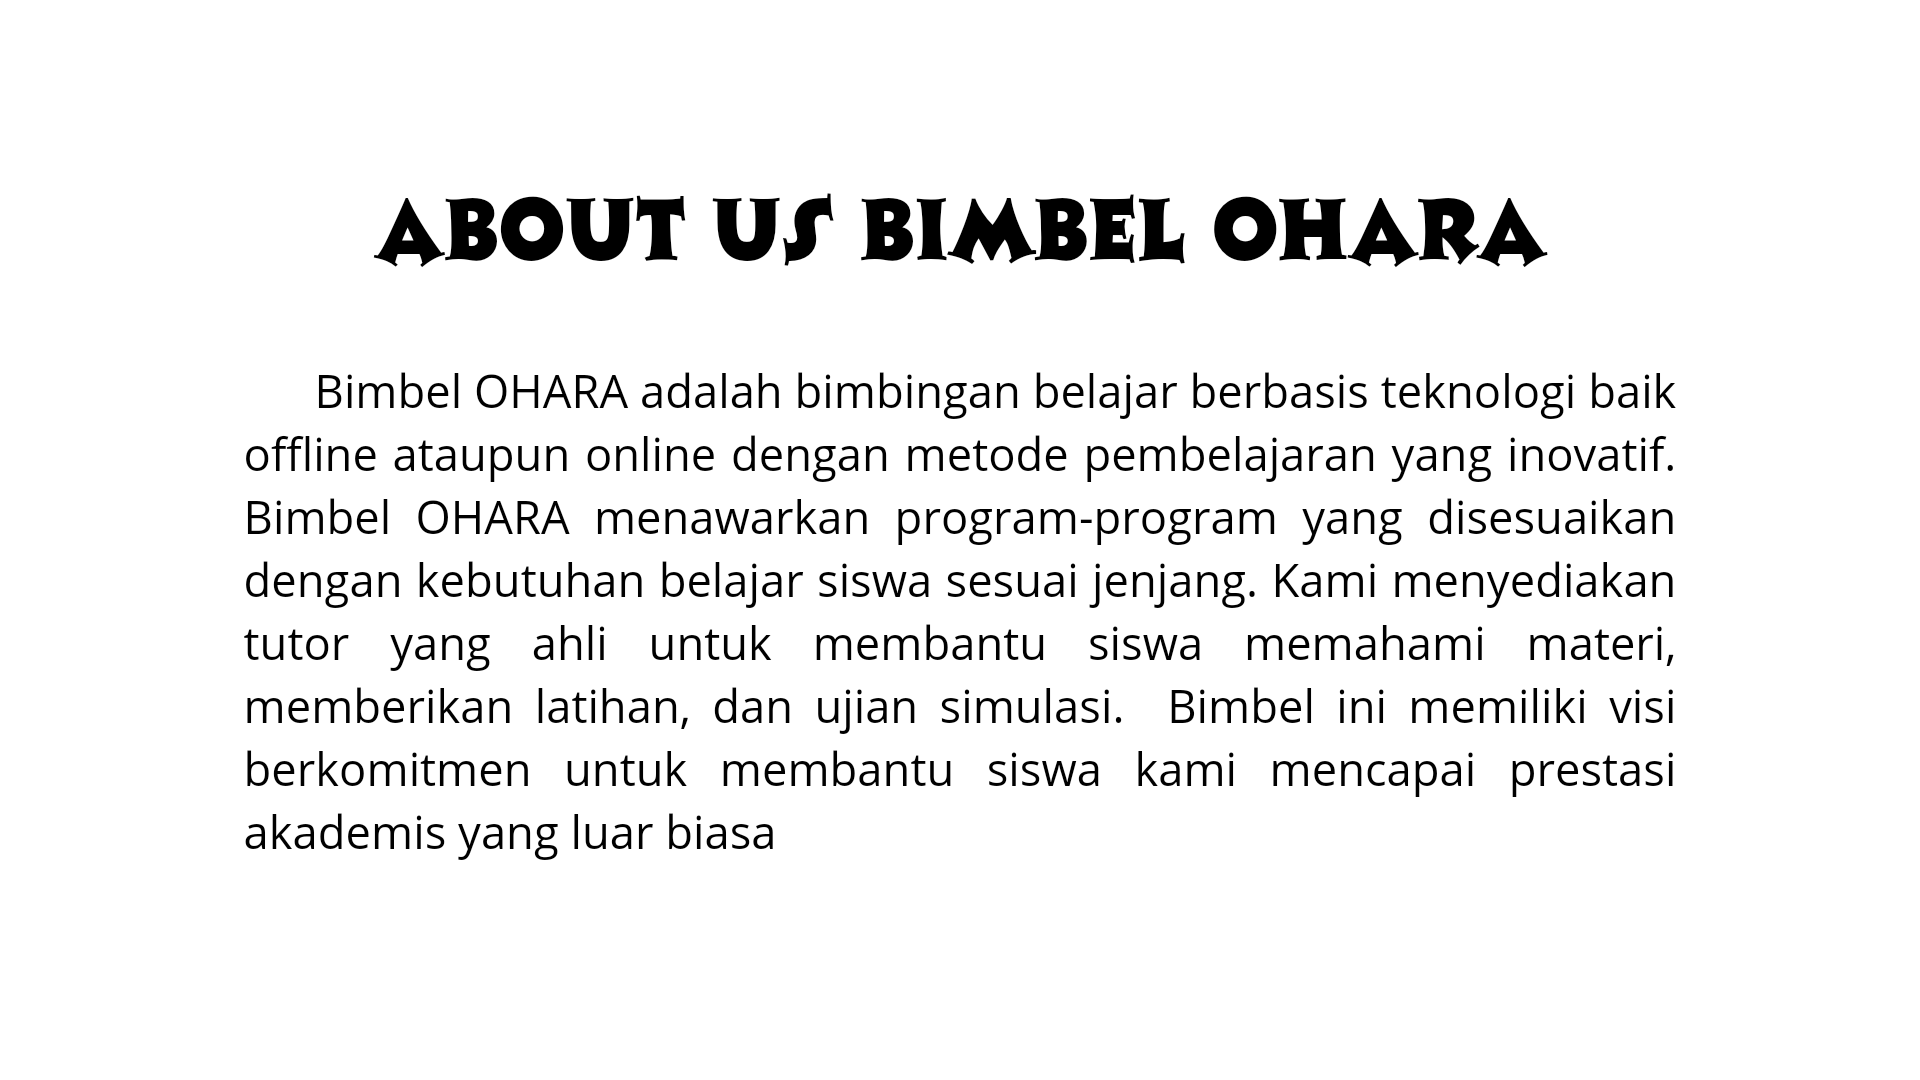 ABOUT US BIMBEL OHARA
Bimbel OHARA adalah bimbingan belajar berbasis teknologi baik
offline ataupun online dengan metode pembelajaran yang inovatif.
Bimbel OHARA menawarkan program-program yang disesuaikan
dengan kebutuhan belajar siswa sesuai jenjang. Kami menyediakan
tutor yang ahli untuk membantu siswa memahami materi,
memberikan latihan, dan ujian simulasi.  Bimbel ini memiliki visi
berkomitmen untuk membantu siswa kami mencapai prestasi
akademis yang luar biasa